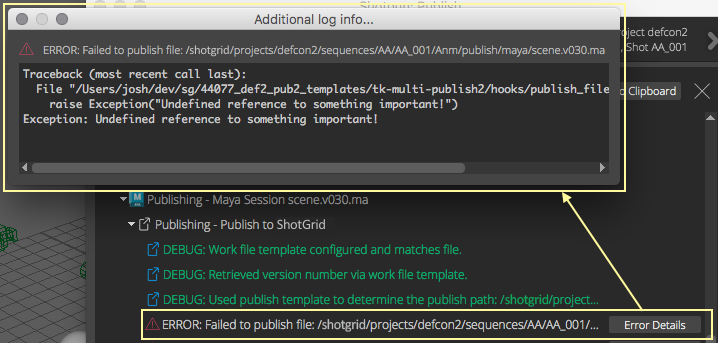 Additional log info...
ERROR: Failed to publish file: /shotgrid/projects/defcon2/sequences/AA/AA_001/Anm/publish/maya/scene.v030.ma
Traceback (most recent call last):
File "/Users/josh/dev/sg/44077_def2_pub2_templates/tk-multi-publish2/hooks/publish_file
raise Exception("Undefined reference to something important!")
Exception: Undefined reference to something important!
Publish
oject defcon2
, Shot AA_001
o Clipboard
Publishing - Maya Session scene.v030.ma
Publishing - Publish to ShotGrid
DEBUG: Work file template configured and matches file.
DEBUG: Retrieved version number via work file template.
DEBUG: Used publish template to determine the publish path: /shotgrid/project...
ERROR: Failed to publish file: /shotgrid/projects/defcon2/sequences/AA/AA_001/...
Error Details